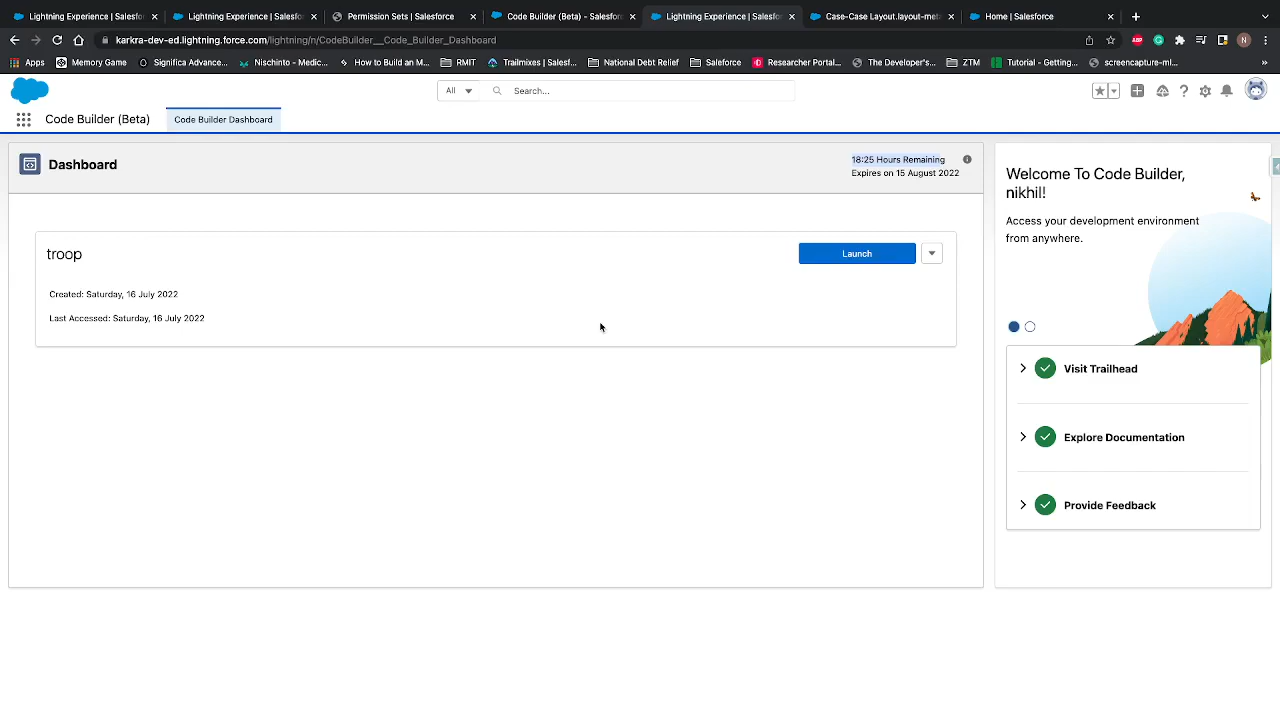 Lightning Experience | Salesfor
Lightning Experience | Salesfor
Permission Sets | Salesforce
Code Builder (Beta) - Salesforc
Lightning Experience | Salesfor
Case-Case Layout.layout-met
Home | Salesforce
karkra-dev-ed.lightning.force.com/lightning/n/CodeBuilder__Code_Builder_Dashboard
ABP
N
Apps
Memory Game
Significa Advance...
Nischinto - Medic...
How to Build an M...
RMIT
Trailmixes | Salesf...
National Debt Relief
Saleforce
Researcher Portal...
The Developer's...
ZTM
Tutorial - Getting...
screencapture-ml...
»
All
Search...
Code Builder (Beta)
Code Builder Dashboard
Dashboard
18:25 Hours Remaining
Expires on 15 August 2022
troop
Launch
Created: Saturday, 16 July 2022
Last Accessed: Saturday, 16 July 2022
Welcome To Code Builder,
nikhil!
Access your development environment
from anywhere.
Visit Trailhead
Explore Documentation
Provide Feedback